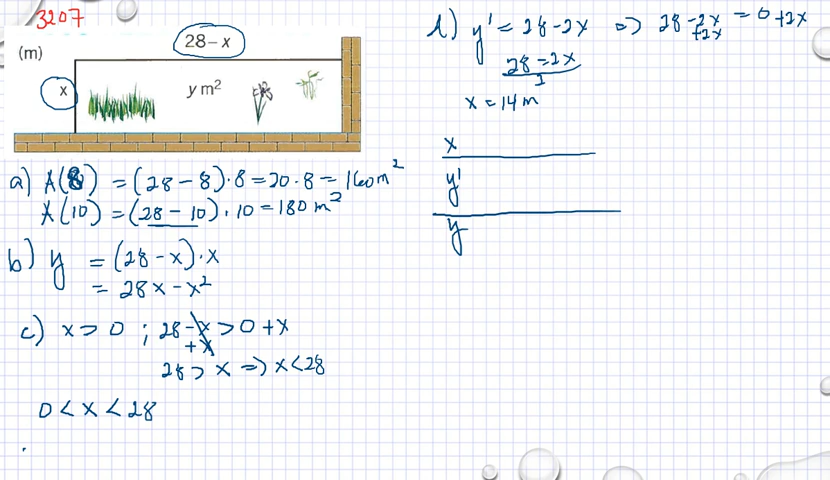 3207
(m)
28 – x
x
y m²
a) A(8) = (28 - 8) · 8 = 20 · 8 = 160 m²
A(10) = (28 - 10) · 10 = 180 m²
b) y = (28 - x) · x
= 28x - x²
c) x > 0 ; 28 - x > 0 + x
+ x
28 > x => x < 28
0 < x < 28
y' = 28 - 2x => 28 - 2x = 0 + 2x
+2x
28 = 2x
x = 14 m
x
y'
y